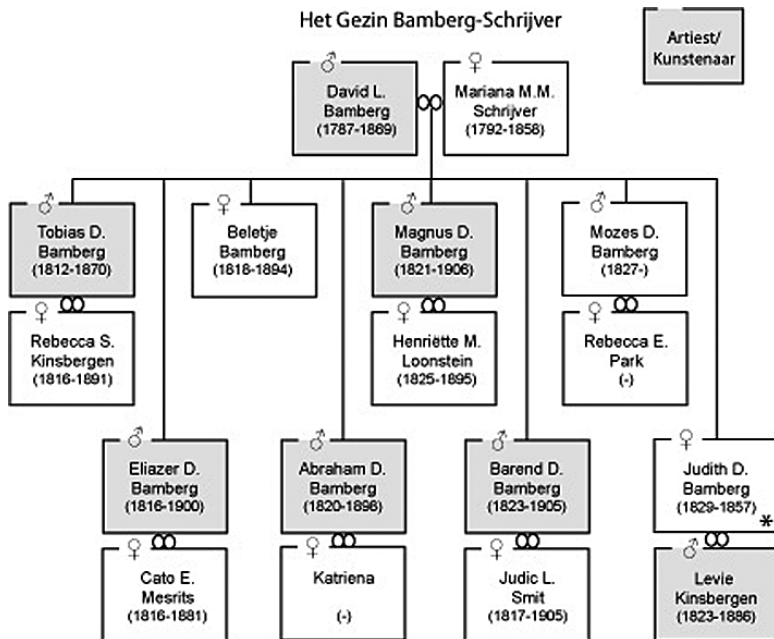 Het Gezin Bamberg-Schrijver
Artiest/
Kunstenaar
David L.
Bamberg
(1787-1869)
Mariana M.M.
Schrijver
(1792-1858)
Tobias D.
Bamberg
(1812-1870)
Beletje
Bamberg
(1818-1894)
Magnus D.
Bamberg
(1821-1906)
Mozes D.
Bamberg
(1827-)
Rebecca S.
Kinsbergen
(1816-1891)
Henriëtte M.
Loonstein
(1825-1895)
Rebecca E.
Park
(-)
Eliazer D.
Bamberg
(1816-1900)
Abraham D.
Bamberg
(1820-1898)
Barend D.
Bamberg
(1823-1905)
Judith D.
Bamberg
(1829-1857)
*
Cato E.
Mesrits
(1816-1881)
Katriena
(-)
Judic L.
Smit
(1817-1905)
Levie
Kinsbergen
(1823-1886)